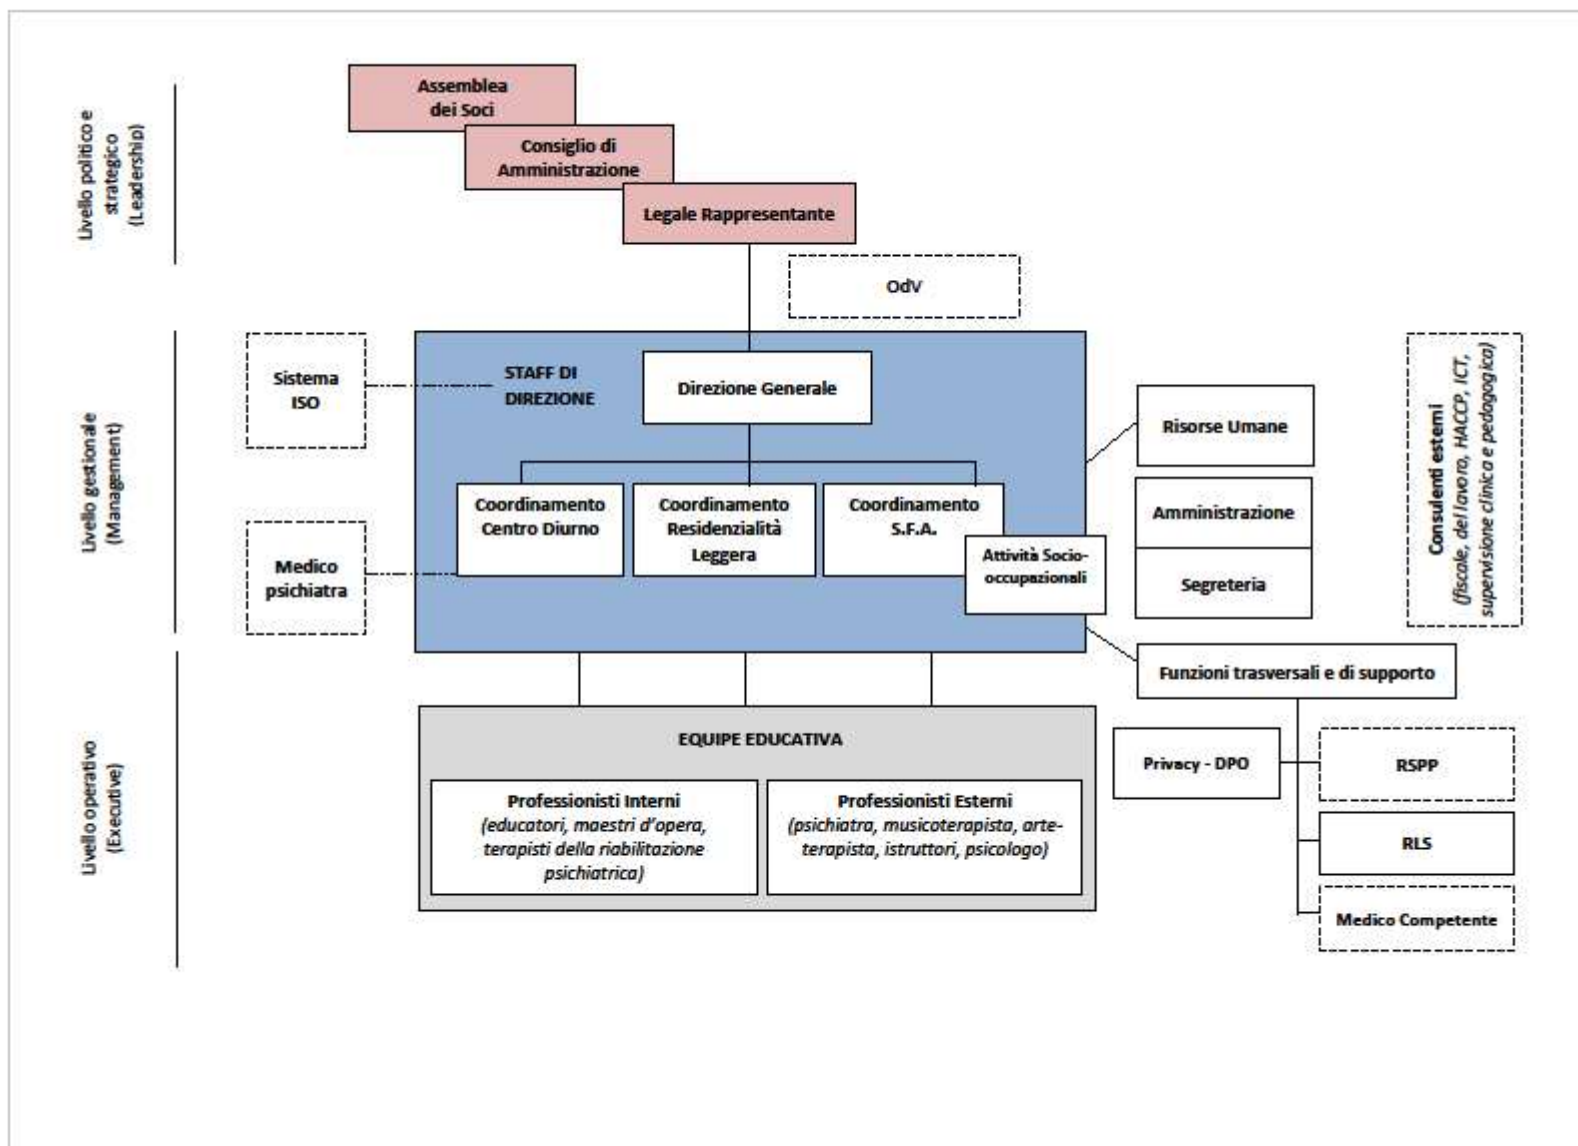 Livello politico e
strategico
(Leadership)
Assemblea
dei Soci
Consiglio di
Amministrazione
Legale Rappresentante
OdV
Livello gestionale
(Management)
Sistema
ISO
STAFF DI
DIREZIONE
Direzione Generale
Risorse Umane
Consulenti esterni
(fiscale, del lavoro, HACCP, ICT,
supervisione clinica e pedagogica)
Coordinamento
Centro Diurno
Coordinamento
Residenzialità
Leggera
Coordinamento
S.F.A.
Attività Socio-
occupazionali
Amministrazione
Segreteria
Medico
psichiatra
Funzioni trasversali e di supporto
Livello operativo
(Executive)
EQUIPE EDUCATIVA
Professionisti Interni
(educatori, maestri d'opera,
terapisti della riabilitazione
psichiatrica)
Professionisti Esterni
(psichiatra, musicoterapista, arte-
terapista, istruttori, psicologo)
Privacy - DPO
RSPP
RLS
Medico Competente